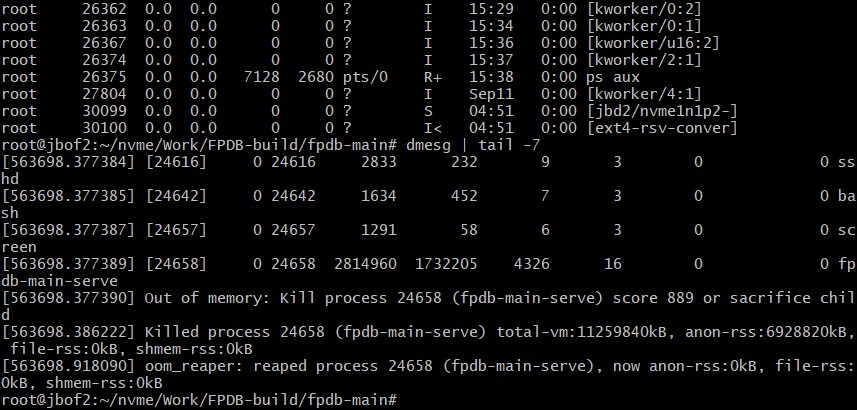 root     26362  0.0  0.0      0     0 ?        I    15:29   0:00 [kworker/0:2]
root     26363  0.0  0.0      0     0 ?        I    15:34   0:00 [kworker/0:1]
root     26367  0.0  0.0      0     0 ?        I    15:36   0:00 [kworker/u16:2]
root     26374  0.0  0.0      0     0 ?        I    15:37   0:00 [kworker/2:1]
root     26375  0.0  0.0   7128  2680 pts/0    R+   15:38   0:00 ps aux
root     27804  0.0  0.0      0     0 ?        I    Sep11   0:00 [kworker/4:1]
root     30099  0.0  0.0      0     0 ?        S    04:51   0:00 [jbd2/nvme1n1p2-]
root     30100  0.0  0.0      0     0 ?        I<   04:51   0:00 [ext4-rsv-conver]
root@jbof2:~/nvme/Work/FPDB-build/fpdb-main# dmesg | tail -7
[563698.377384] [24616]     0 24616     2833      232       9       3        0             0 ss
hd
[563698.377385] [24642]     0 24642     1634      452       7       3        0             0 ba
sh
[563698.377387] [24657]     0 24657     1291       58       6       3        0             0 sc
reen
[563698.377389] [24658]     0 24658  2814960  1732205    4326      16        0             0 fp
db-main-serve
[563698.377390] Out of memory: Kill process 24658 (fpdb-main-serve) score 889 or sacrifice chil
d
[563698.386222] Killed process 24658 (fpdb-main-serve) total-vm:11259840kB, anon-rss:6928820kB,
 file-rss:0kB, shmem-rss:0kB
[563698.918090] oom_reaper: reaped process 24658 (fpdb-main-serve), now anon-rss:0kB, file-rss:
0kB, shmem-rss:0kB
root@jbof2:~/nvme/Work/FPDB-build/fpdb-main#